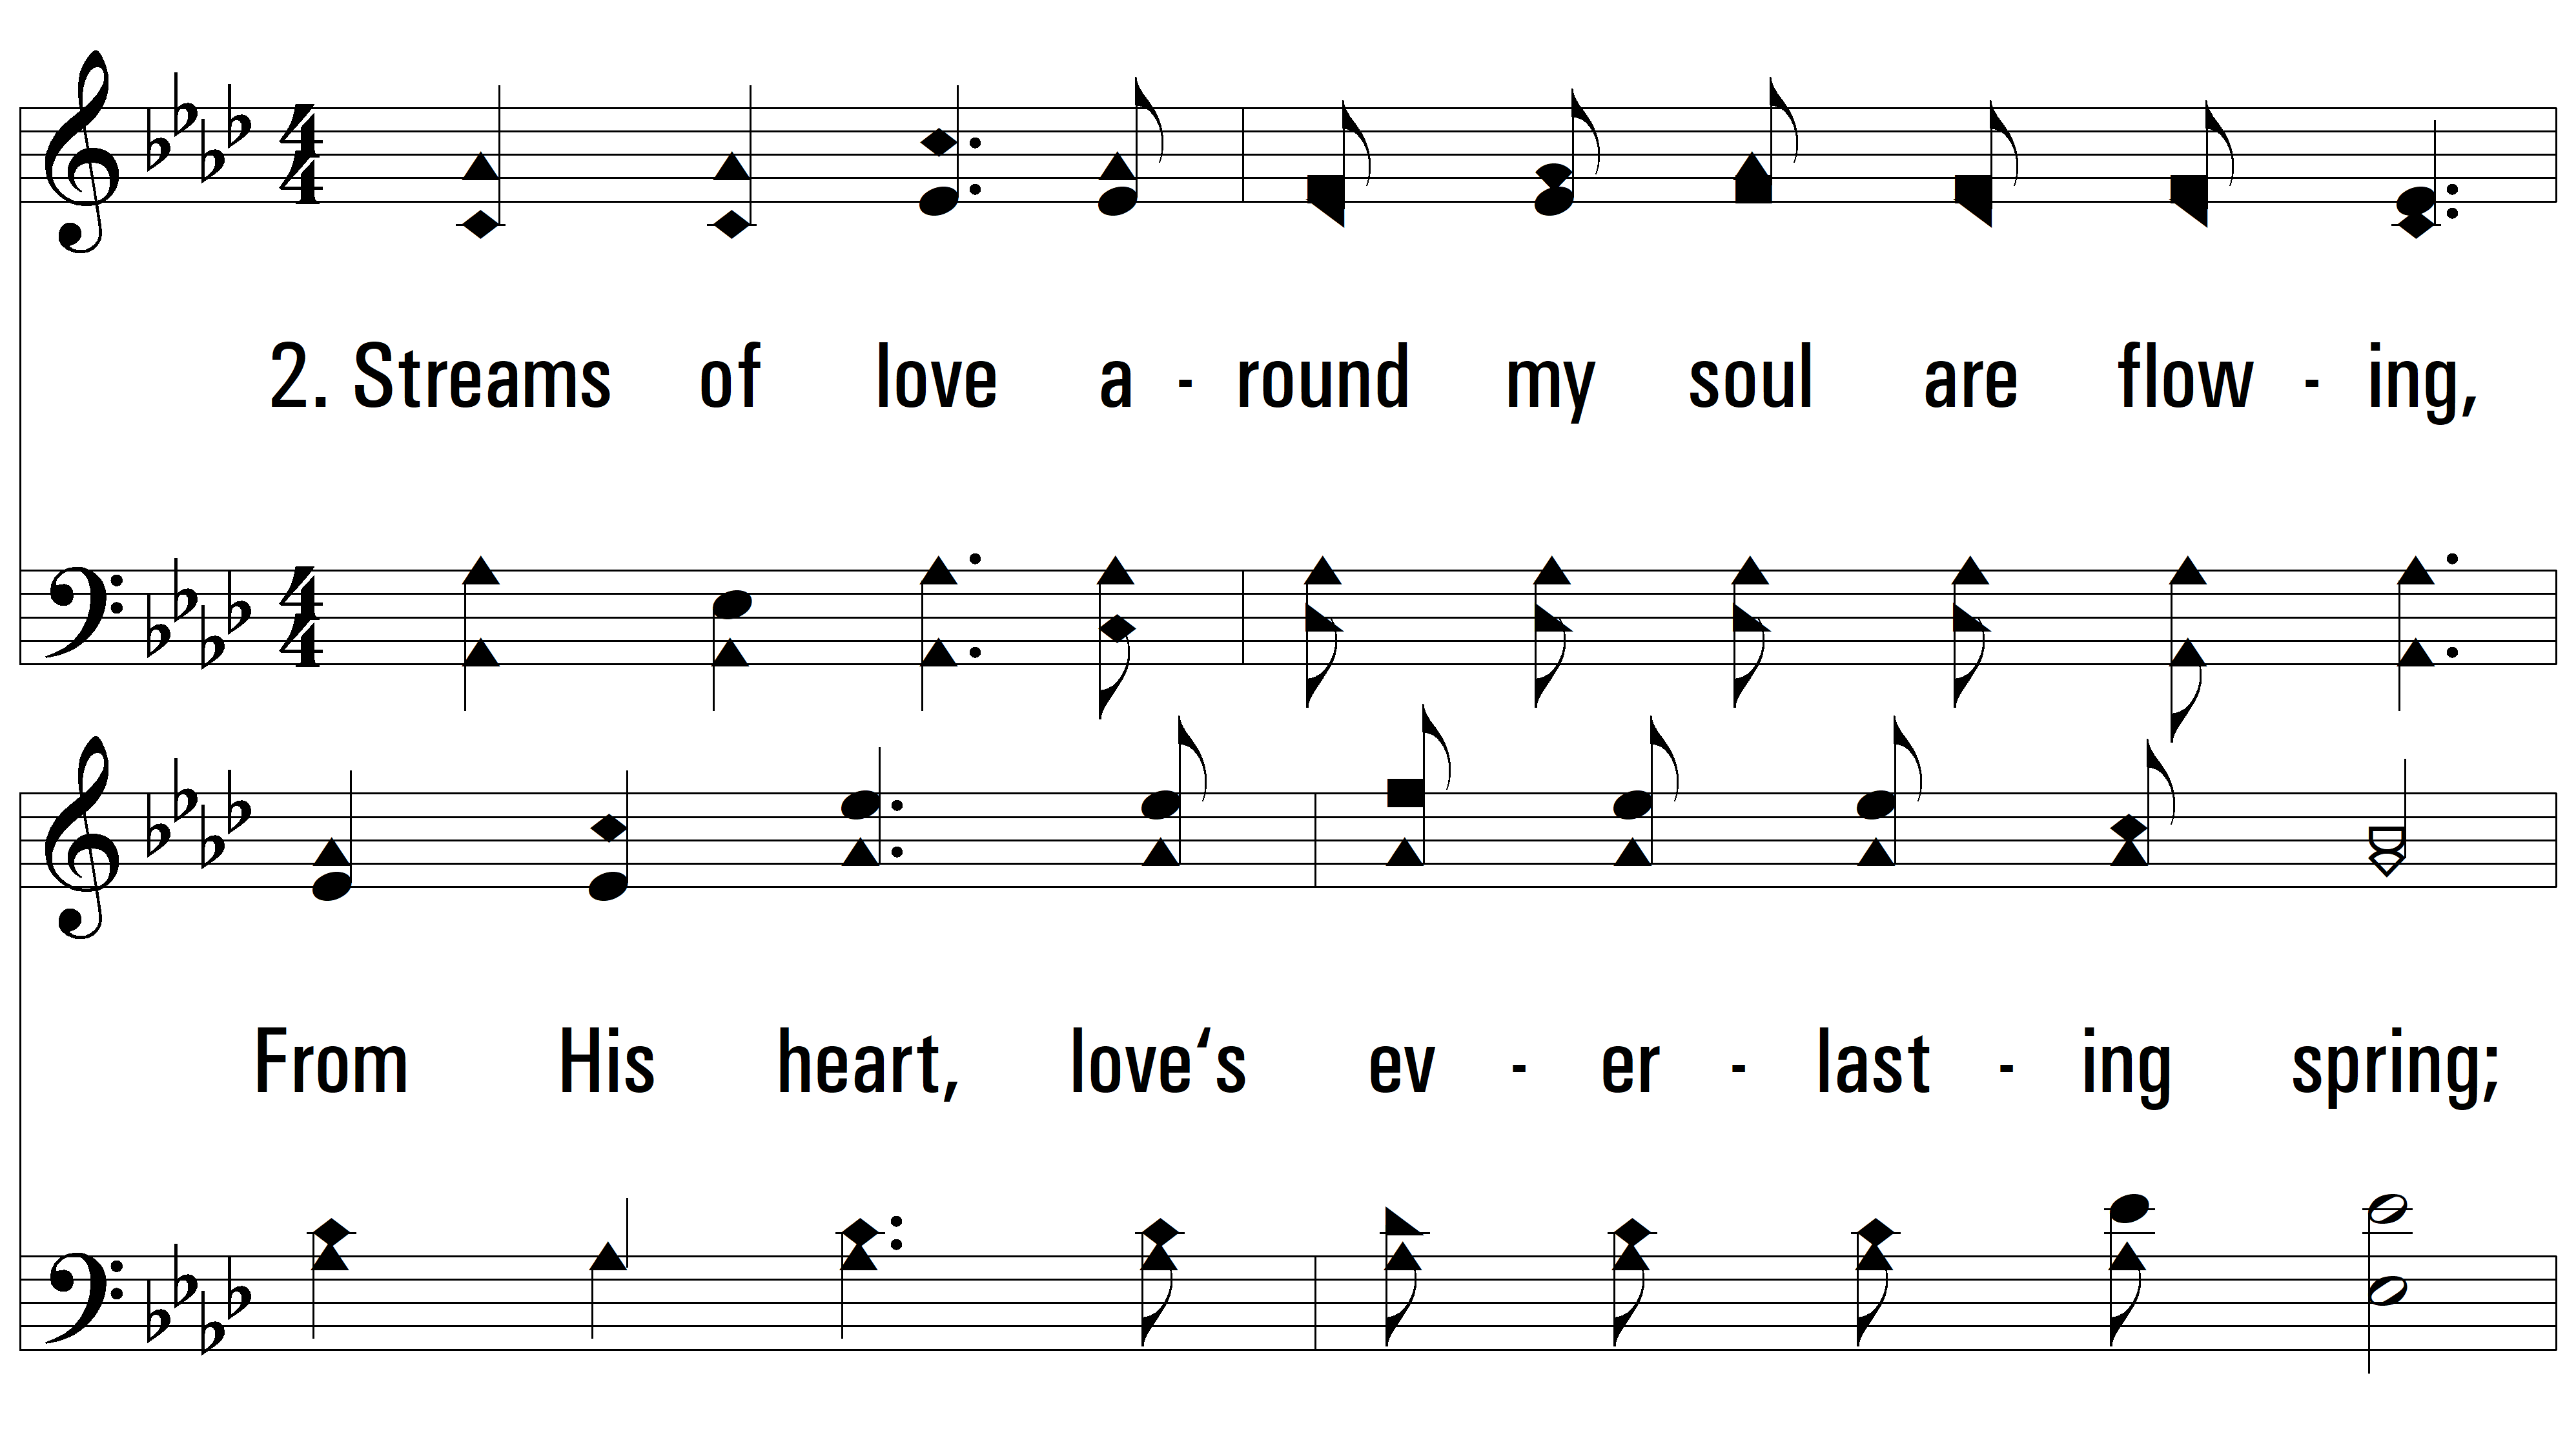 2. Streams of love a - round my soul are flow - ing,
From His heart, love‘s ev - er - last - ing spring;